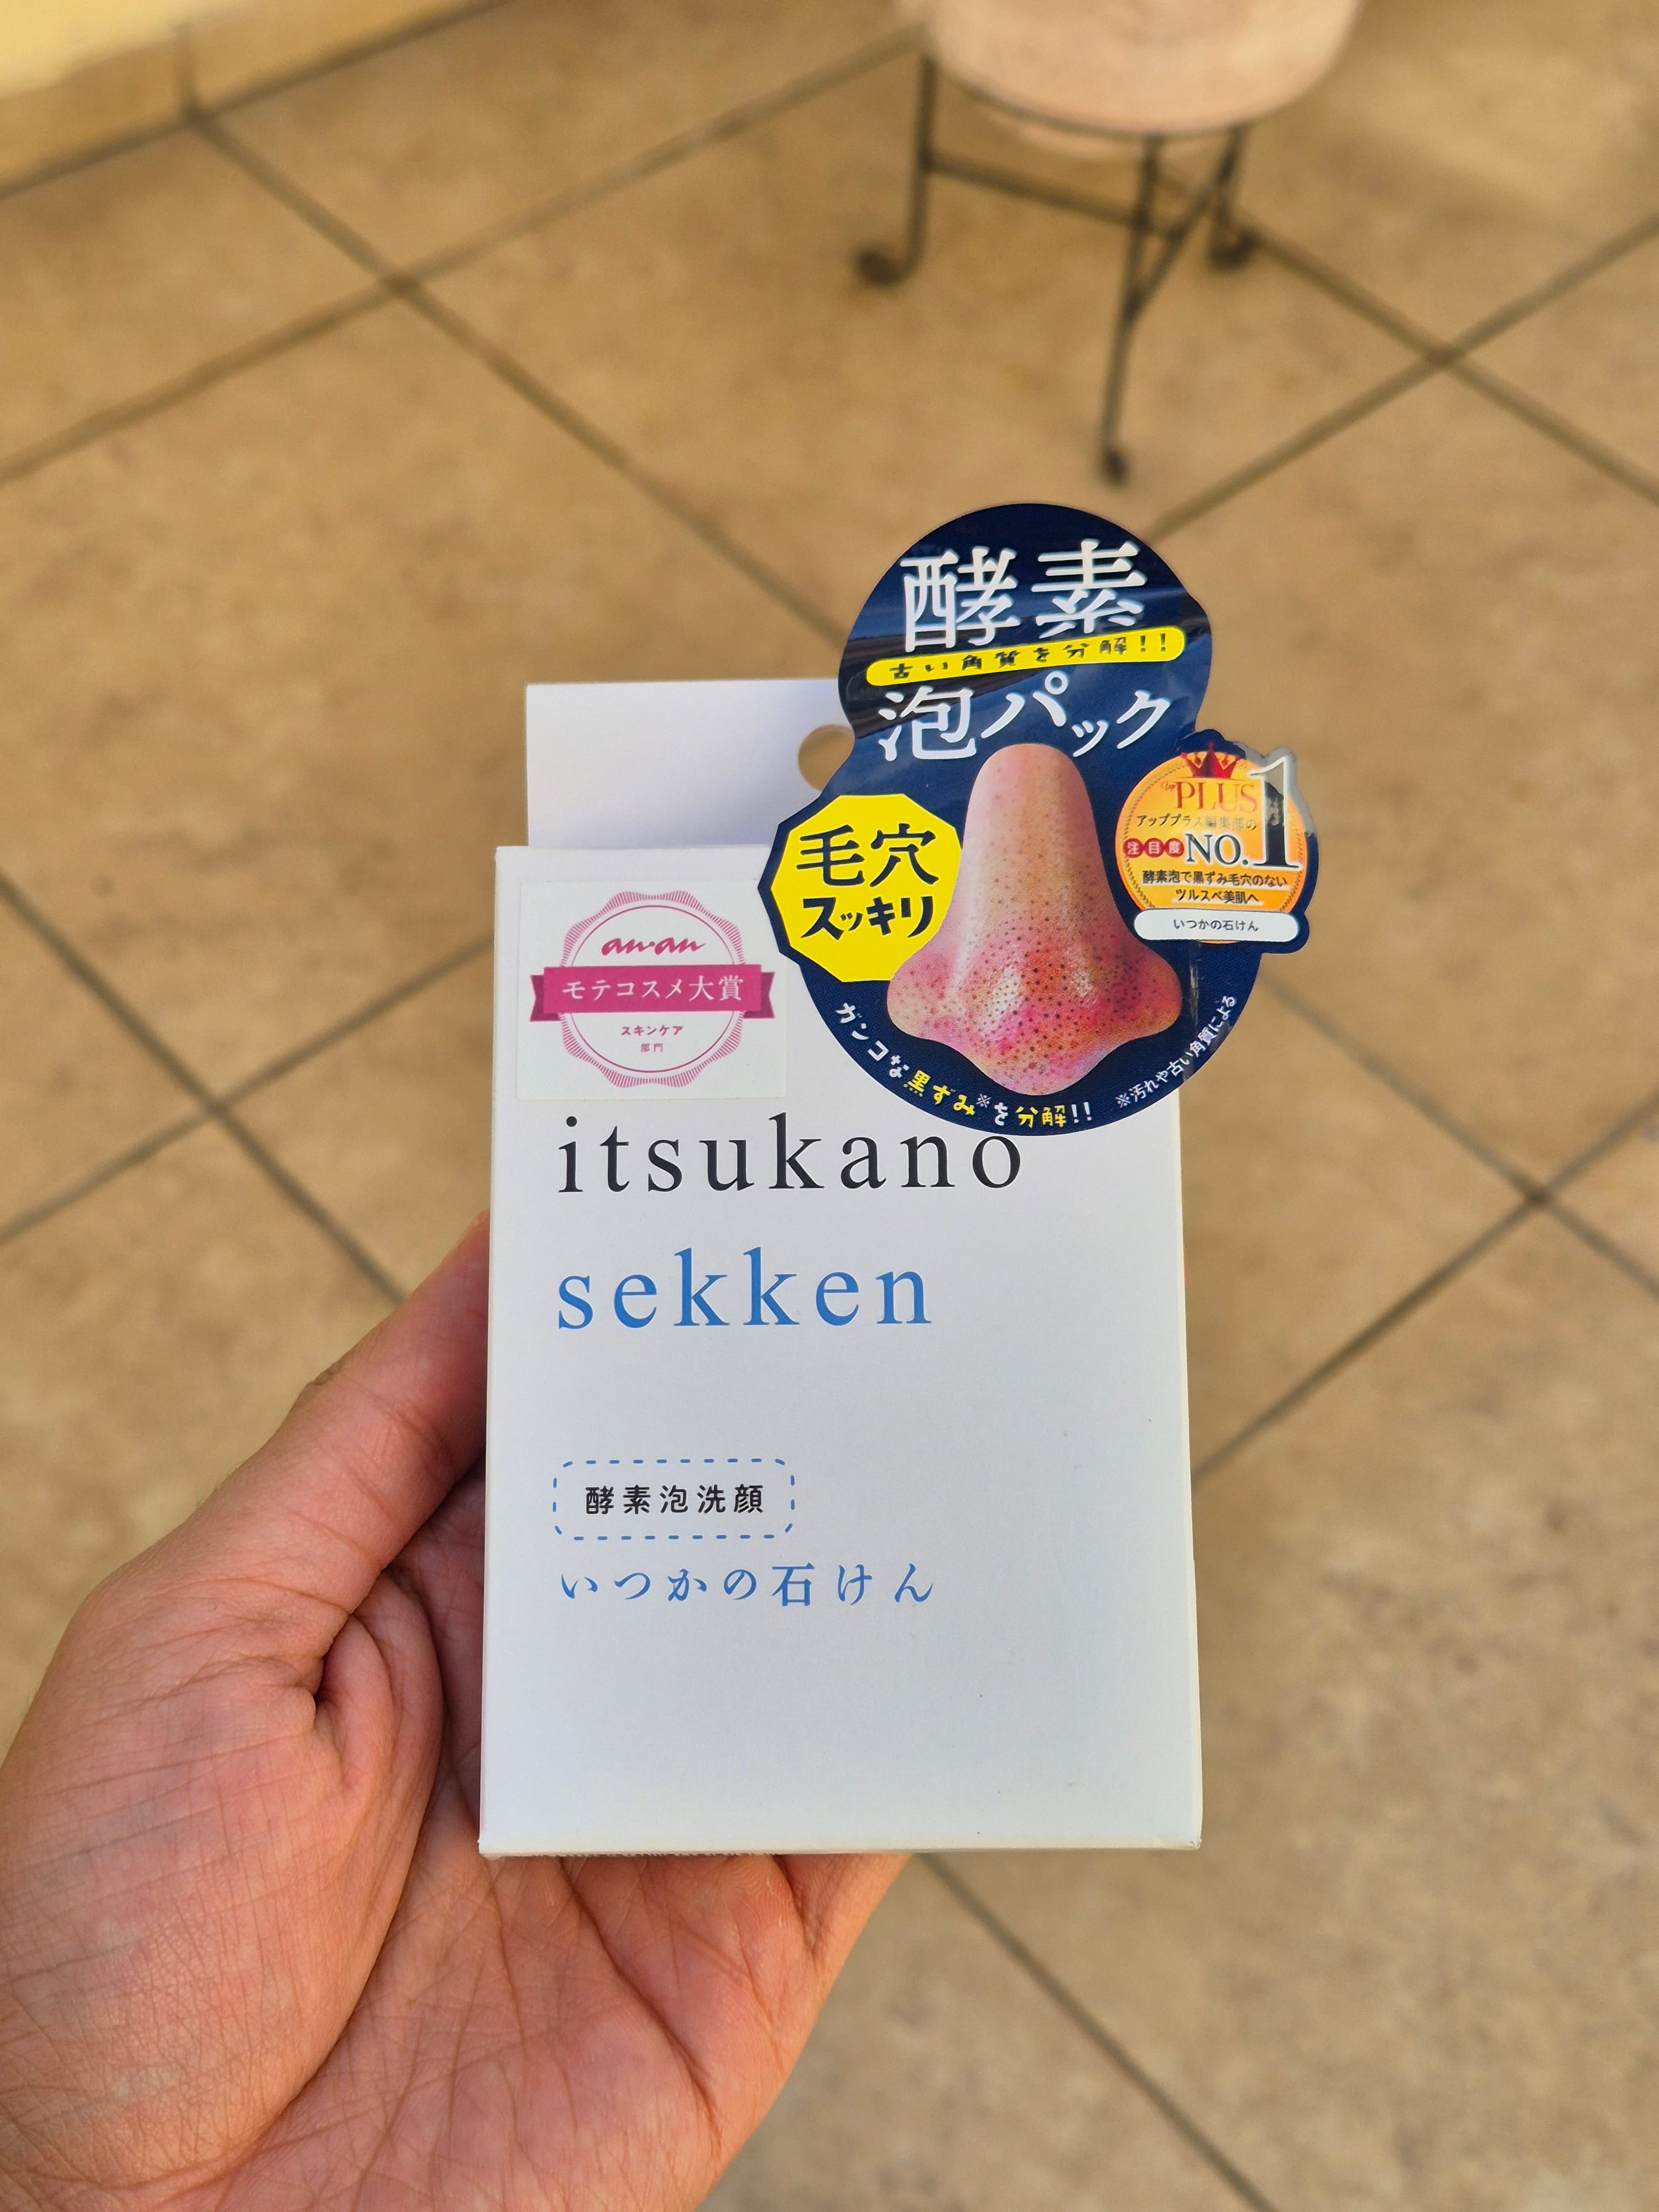 酵素
古い角質を分解!!
泡パック
毛穴
スッキリ
up PLUS
アッププラス編集部の
注目度 NO.1
酵素泡で黒ずみ毛穴のない
ツルスベ美肌へ
いつかの石けん
ガンコな黒ずみ※を分解!!
※汚れや古い角質による
an·an
モテコスメ大賞
スキンケア
部門
itsukano
sekken
酵素泡洗顔
いつかの石けん